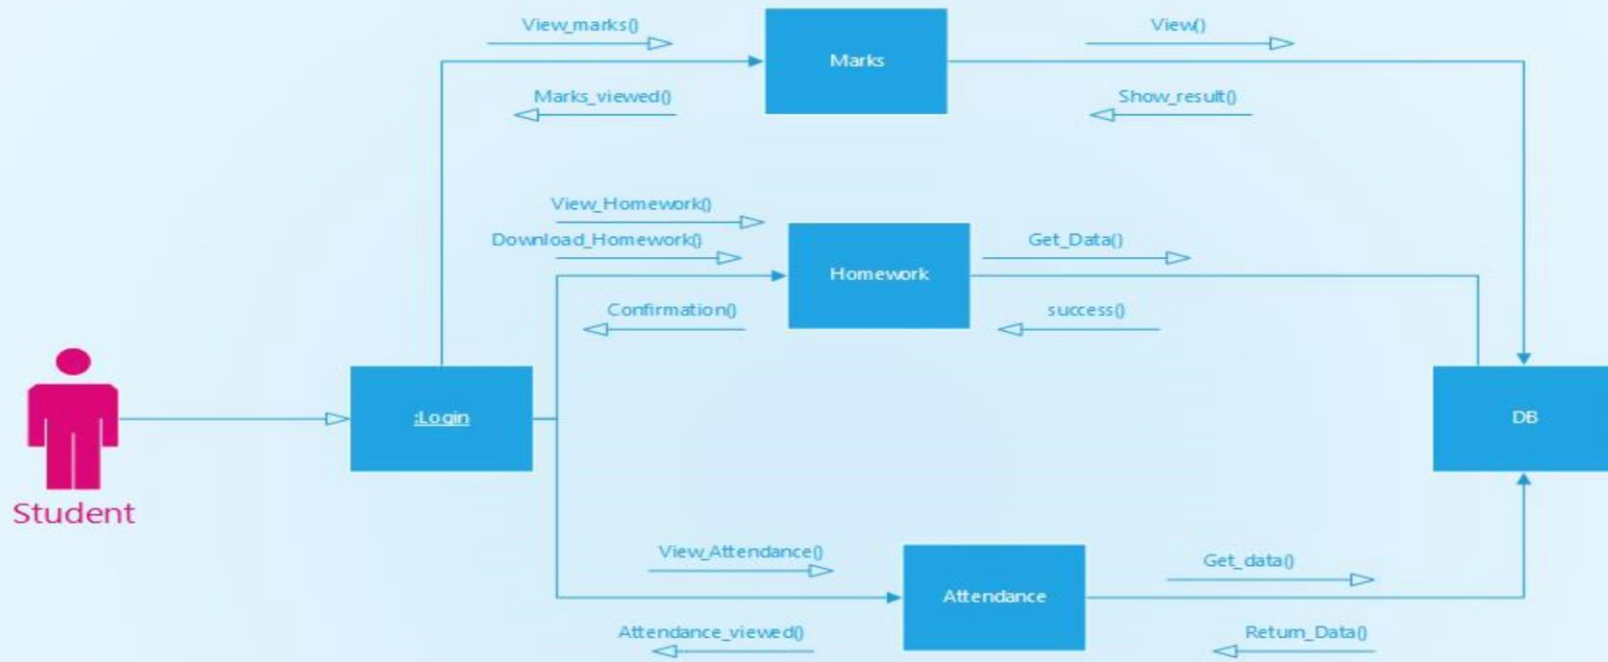 View_marks()
View()
Marks
Marks_viewed()
Show_result()
View_Homework()
Download_Homework()
Get_Data()
Homework
Confirmation()
success()
:Login
DB
Student
View_Attendance()
Get_data()
Attendance
Attendance_viewed()
Return_Data()